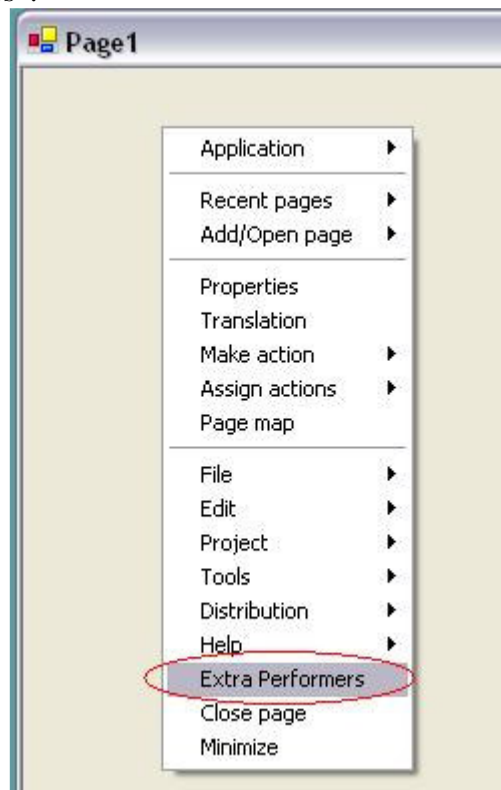 Page1
Application
Recent pages
Add/Open page
Properties
Translation
Make action
Assign actions
Page map
File
Edit
Project
Tools
Distribution
Help
Extra Performers
Close page
Minimize